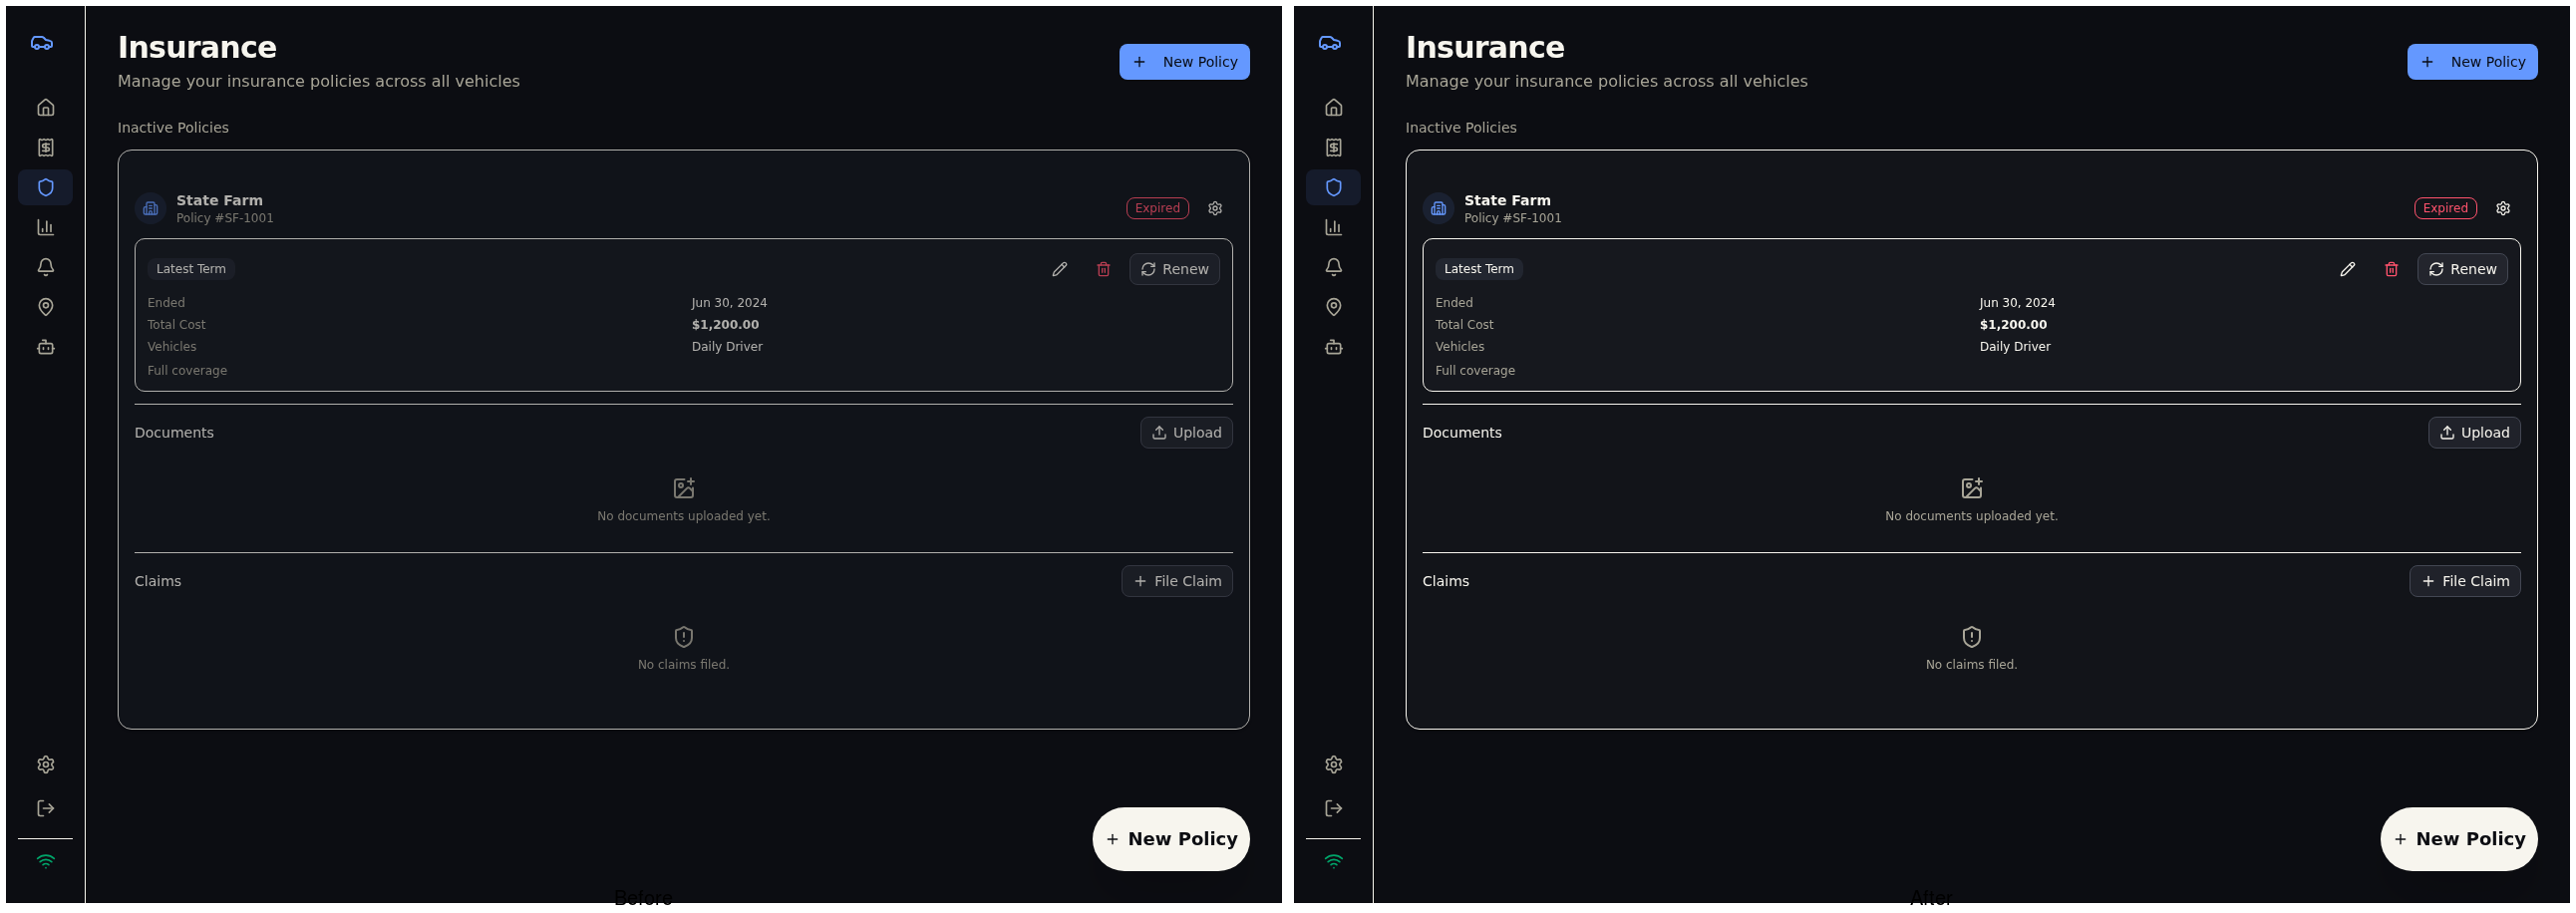 Insurance
Manage your insurance policies across all vehicles
New Policy
Inactive Policies
State Farm
Policy #SF-1001
Expired
Latest Term
Renew
Ended Jun 30, 2024
Total Cost $1,200.00
Vehicles Daily Driver
Full coverage
Documents
Upload
No documents uploaded yet.
Claims
File Claim
No claims filed.
New Policy
Before
Insurance
Manage your insurance policies across all vehicles
New Policy
Inactive Policies
State Farm
Policy #SF-1001
Expired
Latest Term
Renew
Ended Jun 30, 2024
Total Cost $1,200.00
Vehicles Daily Driver
Full coverage
Documents
Upload
No documents uploaded yet.
Claims
File Claim
No claims filed.
New Policy
After